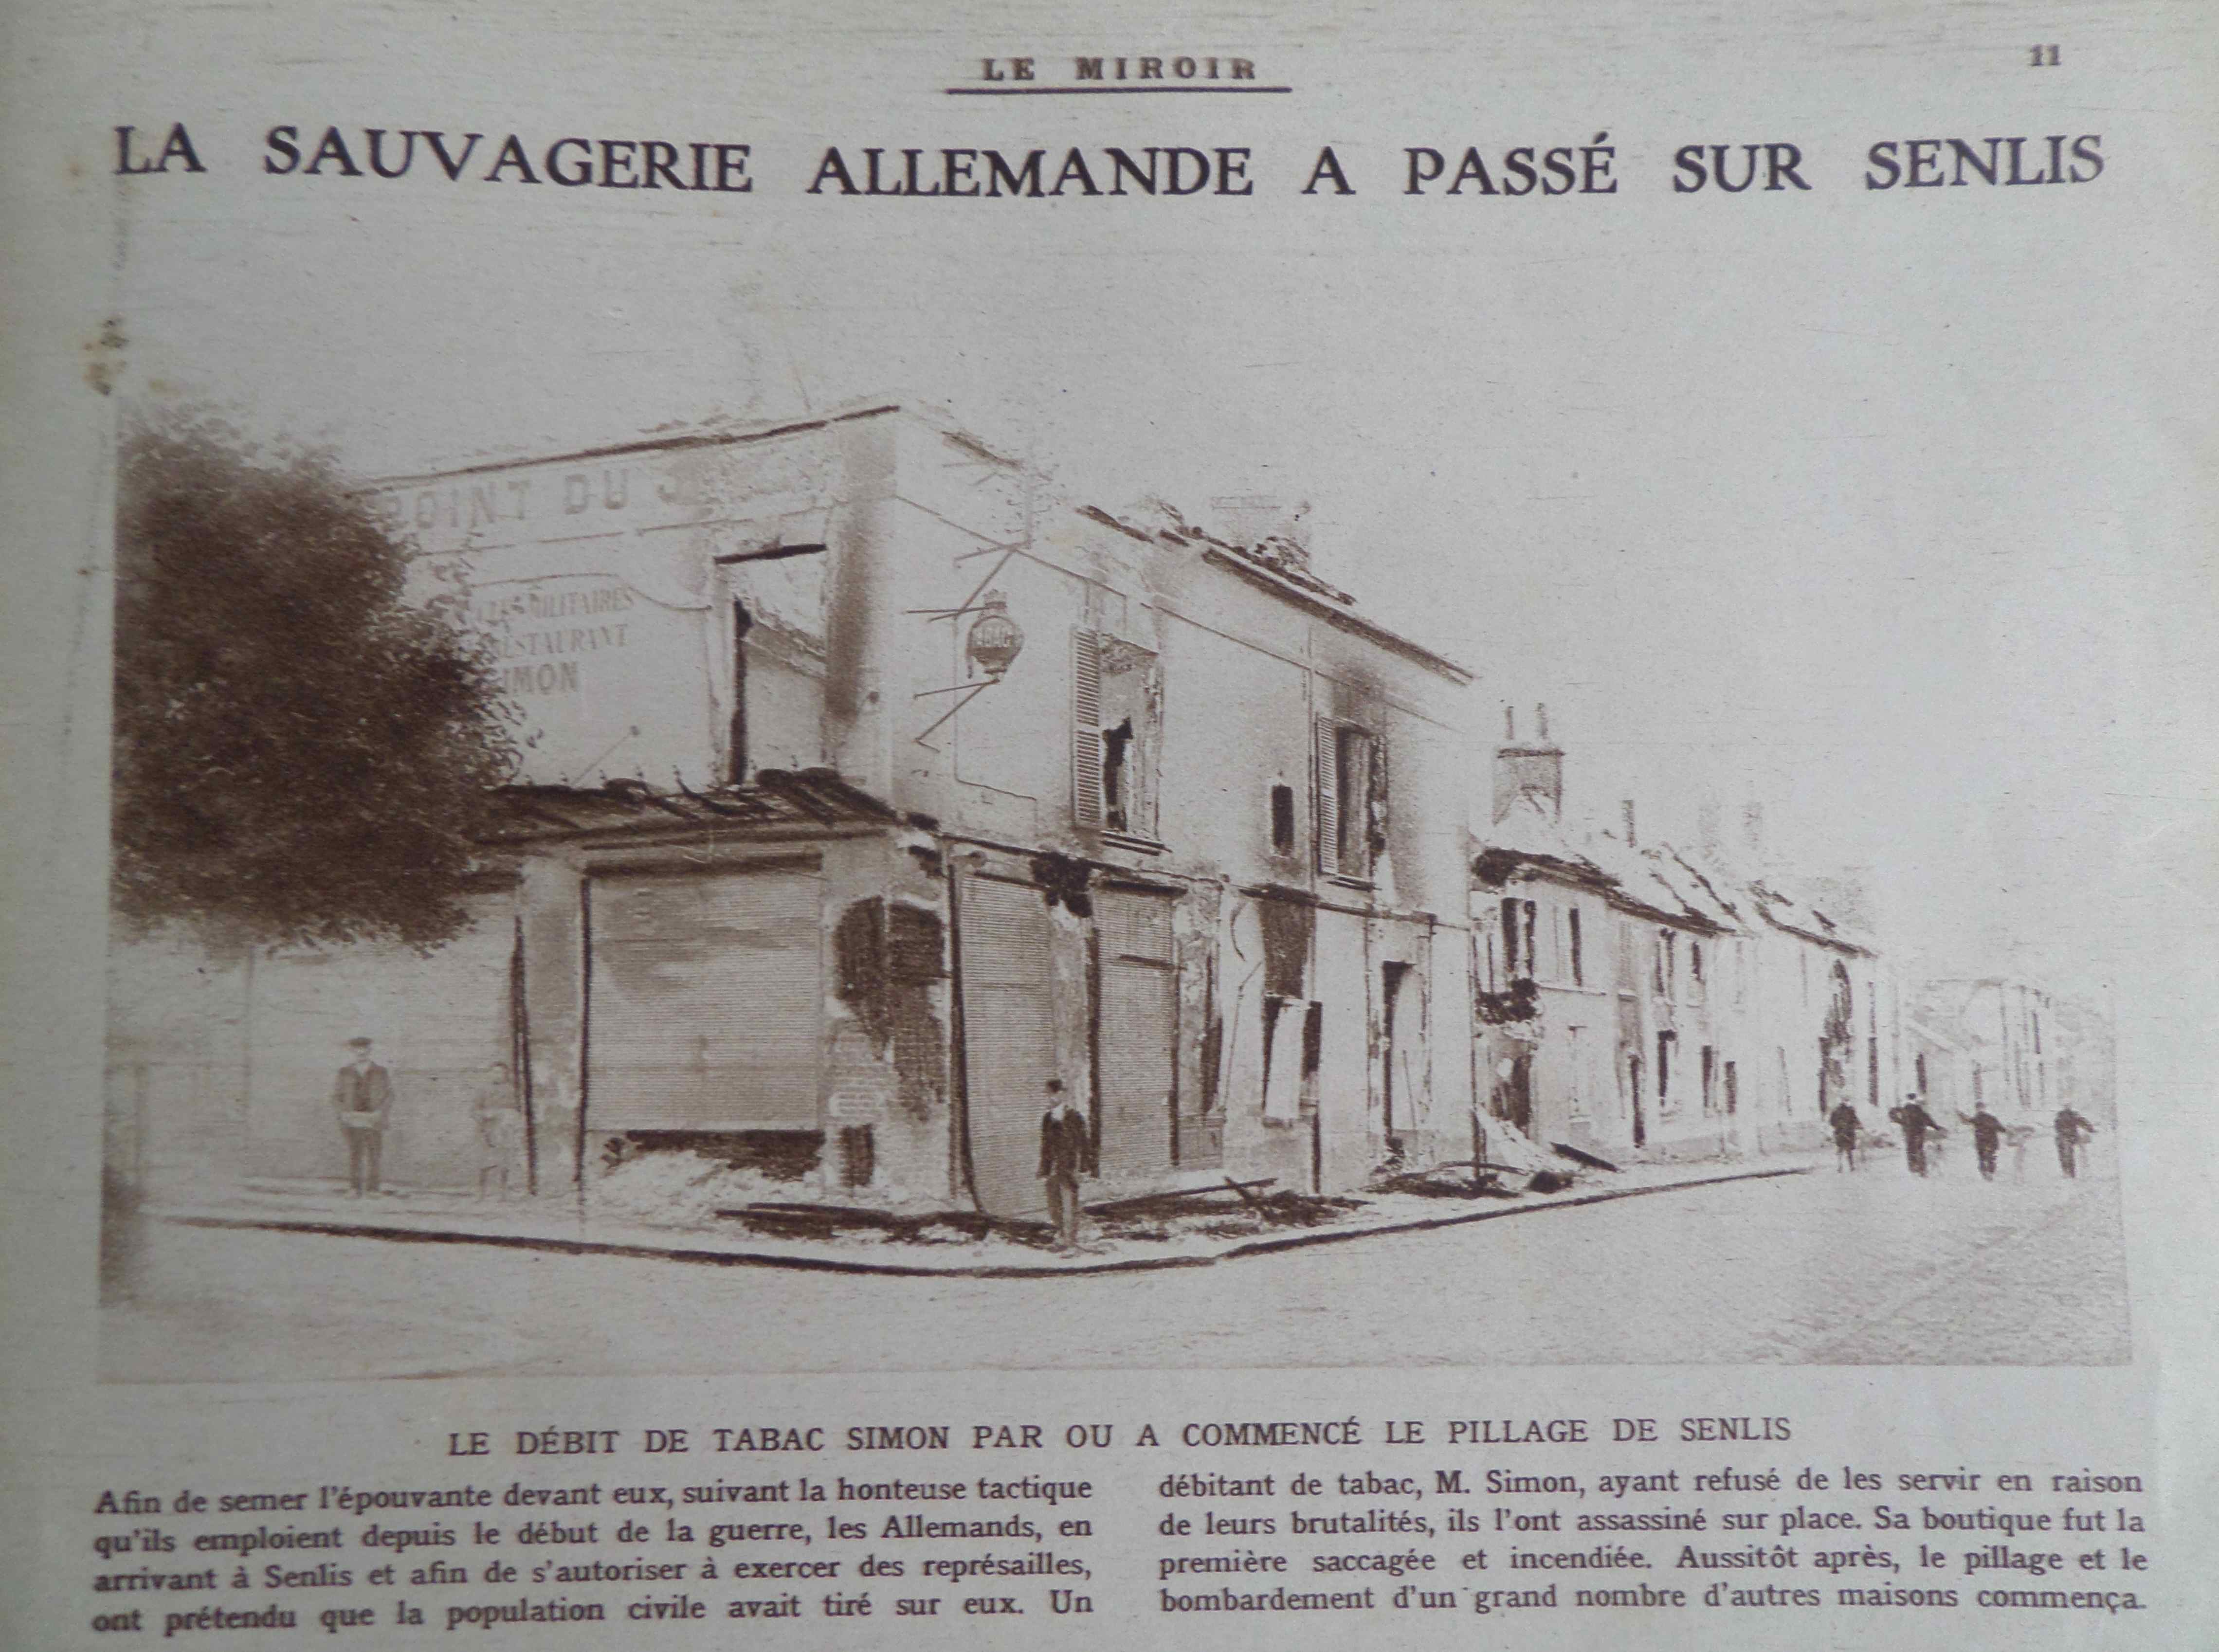 LE MIROIR
11
LA SAUVAGERIE ALLEMANDE A PASSÉ SUR SENLIS
POINT DU
MILITAIRES
RESTAURANT
SIMON
TABAC
LE DÉBIT DE TABAC SIMON PAR OU A COMMENCÉ LE PILLAGE DE SENLIS
Afin de semer l'épouvante devant eux, suivant la honteuse tactique
qu'ils emploient depuis le début de la guerre, les Allemands, en
arrivant à Senlis et afin de s'autoriser à exercer des représailles,
ont prétendu que la population civile avait tiré sur eux. Un
débitant de tabac, M. Simon, ayant refusé de les servir en raison
de leurs brutalités, ils l'ont assassiné sur place. Sa boutique fut la
première saccagée et incendiée. Aussitôt après, le pillage et le
bombardement d'un grand nombre d'autres maisons commença.